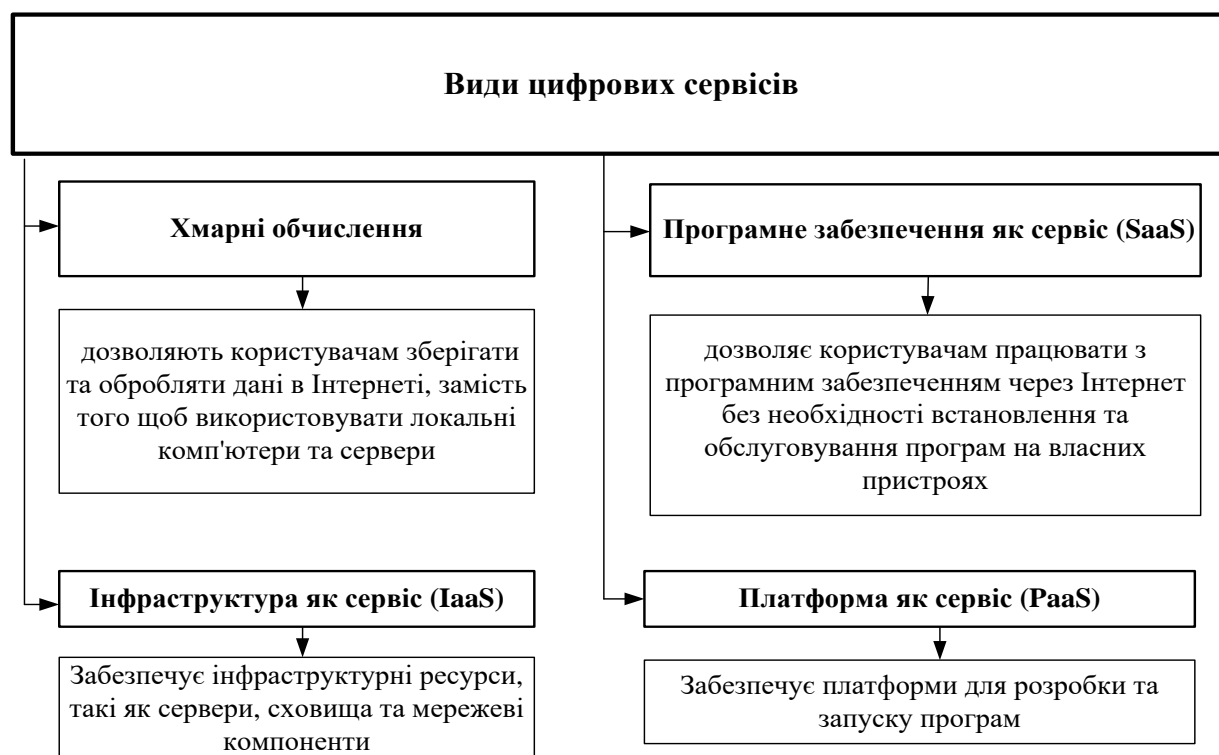 Види цифрових сервісів
Хмарні обчислення
дозволяють користувачам зберігати
та обробляти дані в Інтернеті, замість
того щоб використовувати локальні
комп'ютери та сервери
Програмне забезпечення як сервіс (SaaS)
дозволяє користувачам працювати з
програмним забезпеченням через Інтернет
без необхідності встановлення та
обслуговування програм на власних
пристроях
Інфраструктура як сервіс (IaaS)
Забезпечує інфраструктурні ресурси,
такі як сервери, сховища та мережеві
компоненти
Платформа як сервіс (PaaS)
Забезпечує платформи для розробки та
запуску програм